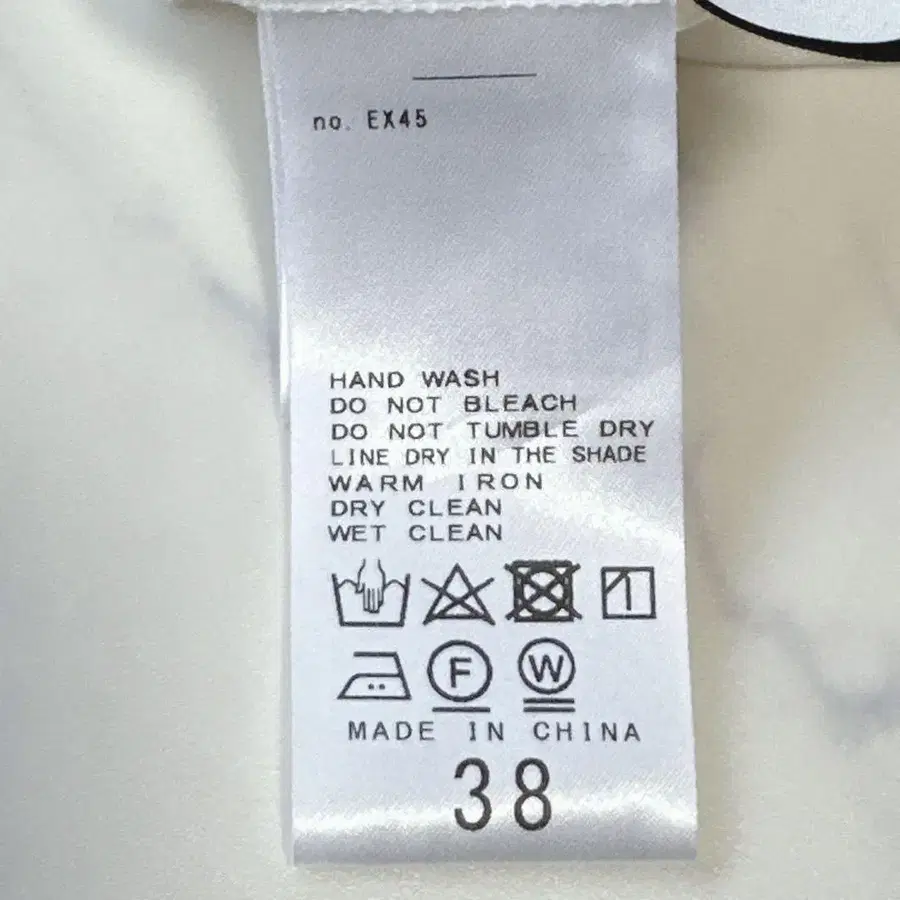 no. EX45
HAND WASH
DO NOT BLEACH
DO NOT TUMBLE DRY
LINE DRY IN THE SHADE
WARM IRON
DRY CLEAN
WET CLEAN
F W
MADE IN CHINA
38